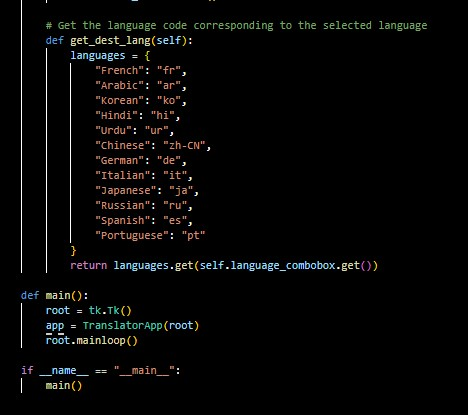 # Get the language code corresponding to the selected language
def get_dest_lang(self):
languages = {
"French": "fr",
"Arabic": "ar",
"Korean": "ko",
"Hindi": "hi",
"Urdu": "ur",
"Chinese": "zh-CN",
"German": "de",
"Italian": "it",
"Japanese": "ja",
"Russian": "ru",
"Spanish": "es",
"Portuguese": "pt"
}
return languages.get(self.language_combobox.get())
def main():
root = tk.Tk()
app = TranslatorApp(root)
root.mainloop()
if __name__ == "__main__":
main()